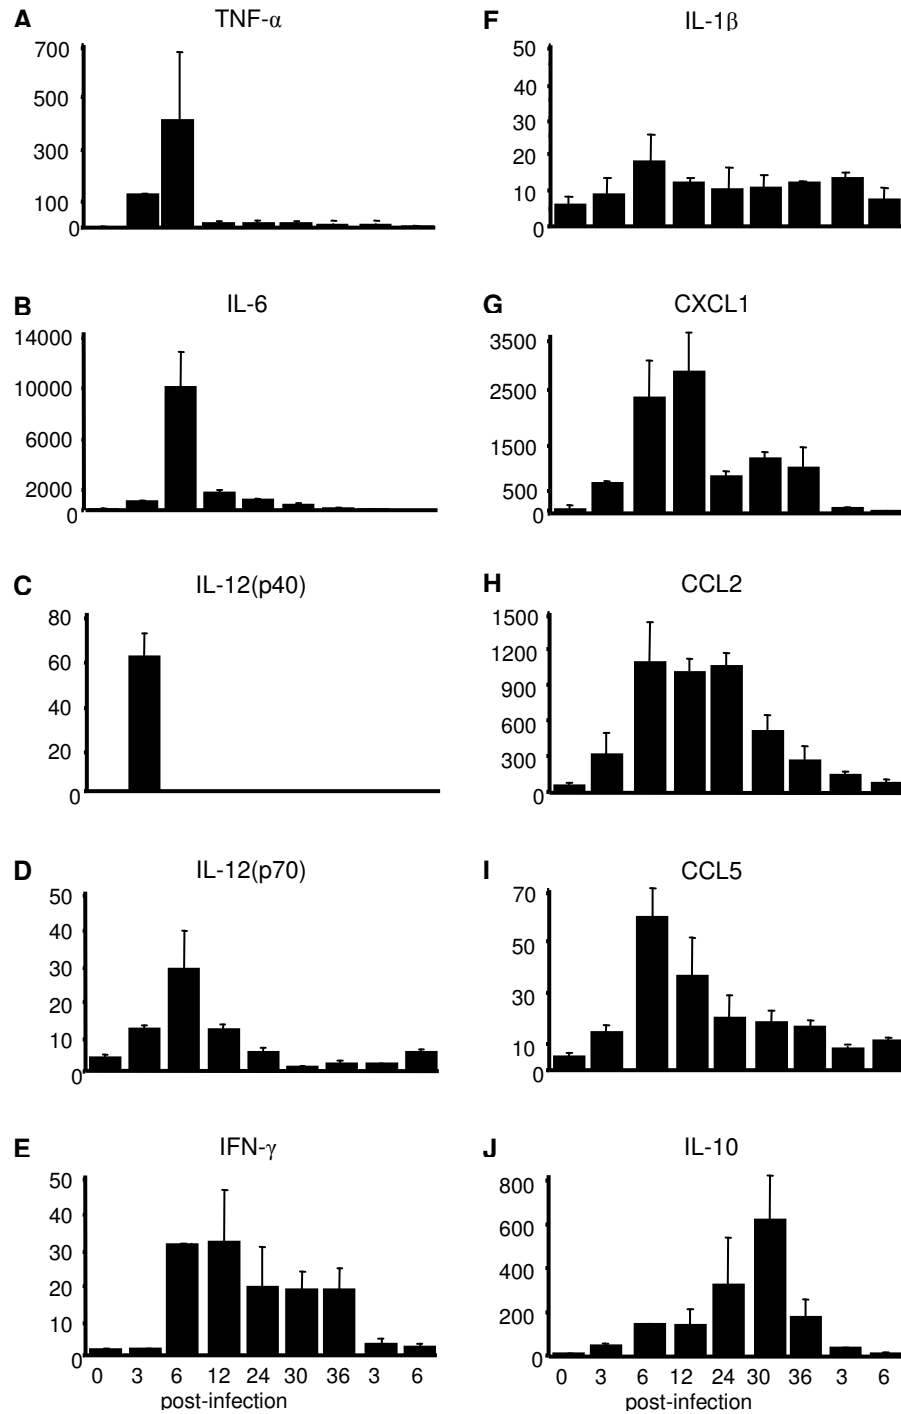 A
TNF-α
700
500
300
100
0
B
IL-6
14000
10000
6000
2000
0
C
IL-12(p40)
80
60
40
20
0
D
IL-12(p70)
50
40
30
20
10
0
E
IFN-γ
50
40
30
20
10
0
0 3 6 12 24 30 36 3 6
post-infection
F
IL-1β
50
40
30
20
10
0
G
CXCL1
3500
2500
1500
500
0
H
CCL2
1500
1200
900
600
300
0
I
CCL5
70
50
30
10
0
J
IL-10
800
600
400
200
0 3 6 12 24 30 36 3 6
post-infection